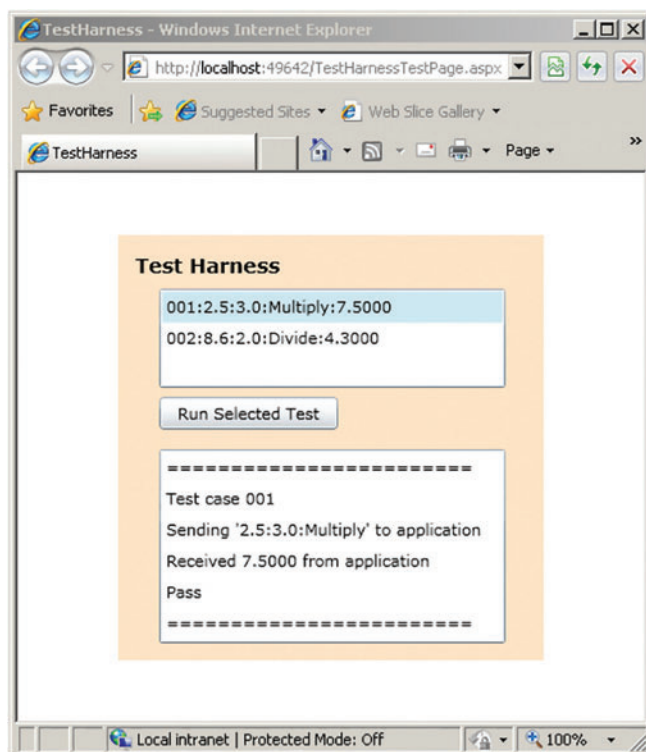 TestHarness - Windows Internet Explorer
http://localhost:49642/TestHarnessTestPage.aspx
Favorites Suggested Sites Web Slice Gallery
TestHarness Page »
Test Harness
001:2.5:3.0:Multiply:7.5000
002:8.6:2.0:Divide:4.3000
Run Selected Test
========================
Test case 001
Sending '2.5:3.0:Multiply' to application
Received 7.5000 from application
Pass
========================
Local intranet | Protected Mode: Off 100%